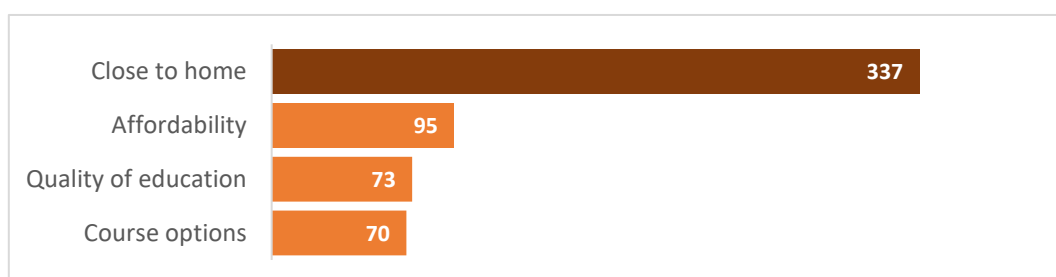 Close to home 337
Affordability 95
Quality of education 73
Course options 70